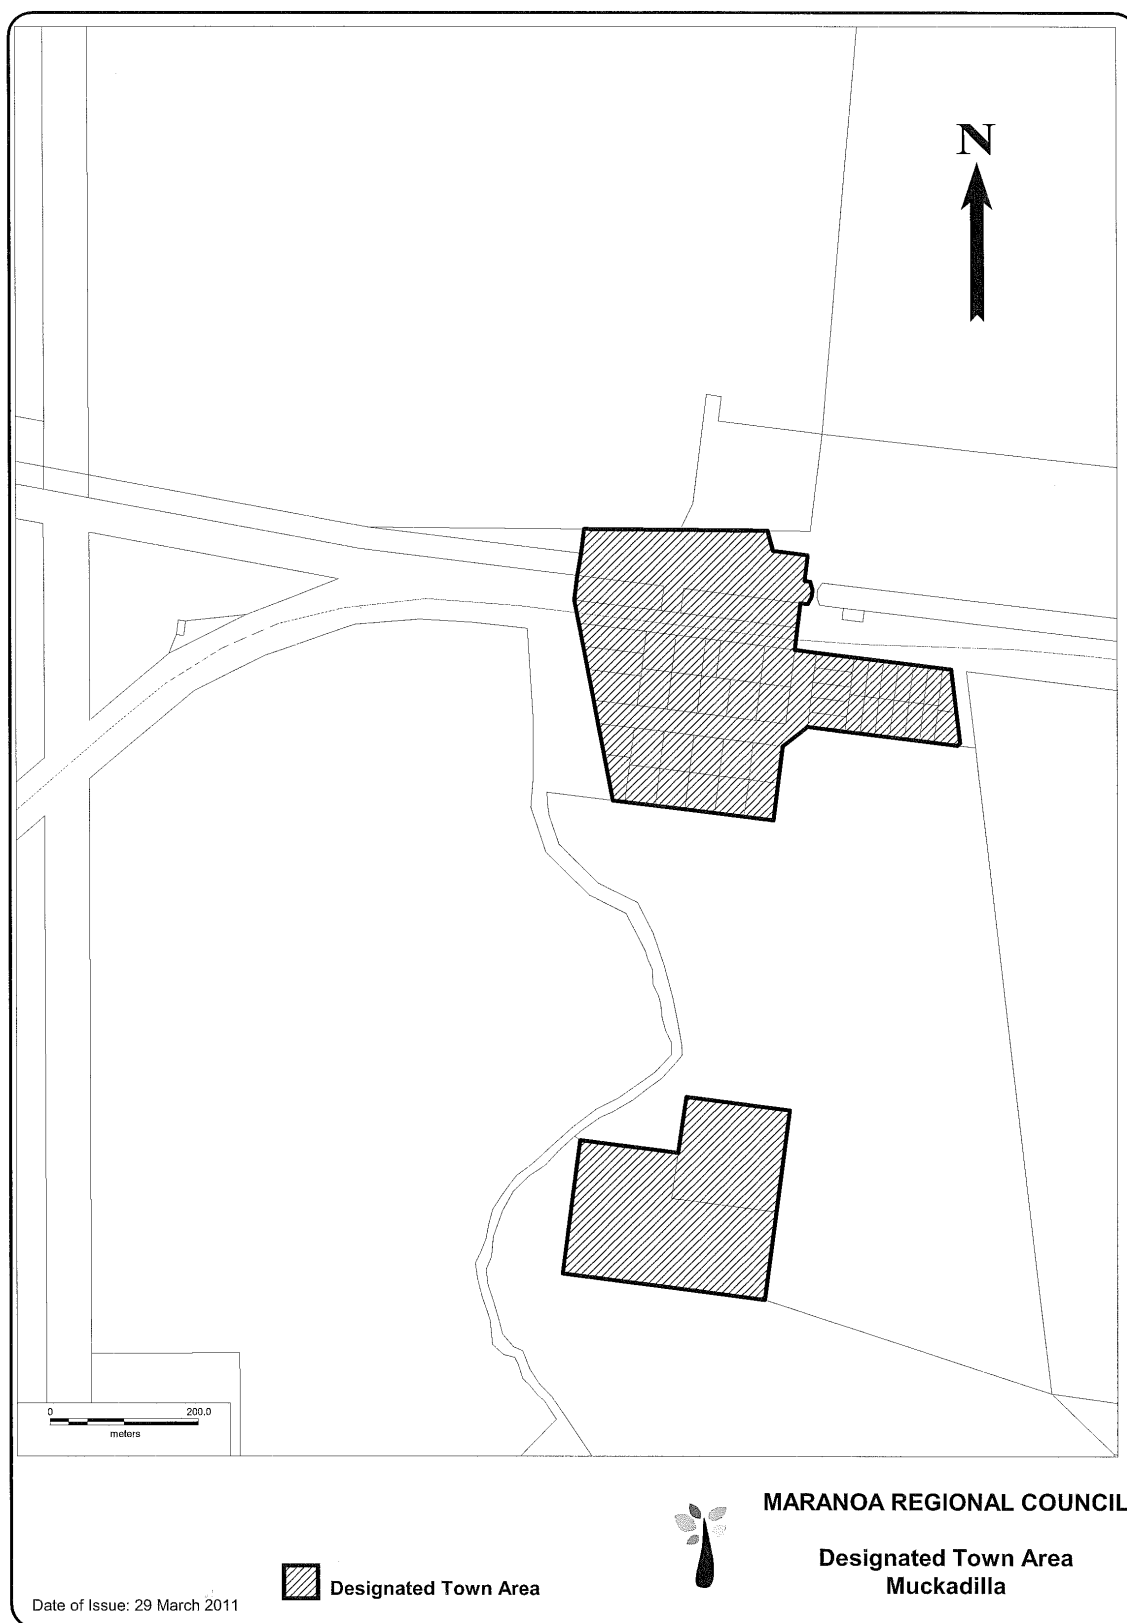 N
0 200.0
meters
MARANOA REGIONAL COUNCIL
Designated Town Area
Muckadilla
Designated Town Area
Date of Issue: 29 March 2011